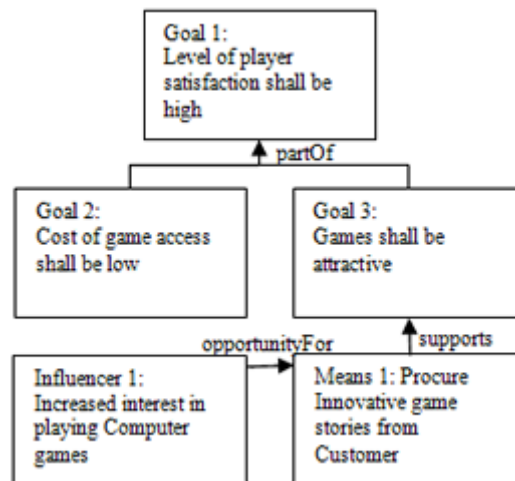 Goal 1:
Level of player
satisfaction shall be
high
partOf
Goal 2:
Cost of game access
shall be low
Goal 3:
Games shall be
attractive
opportunityFor
supports
Influencer 1:
Increased interest in
playing Computer
games
Means 1: Procure
Innovative game
stories from
Customer